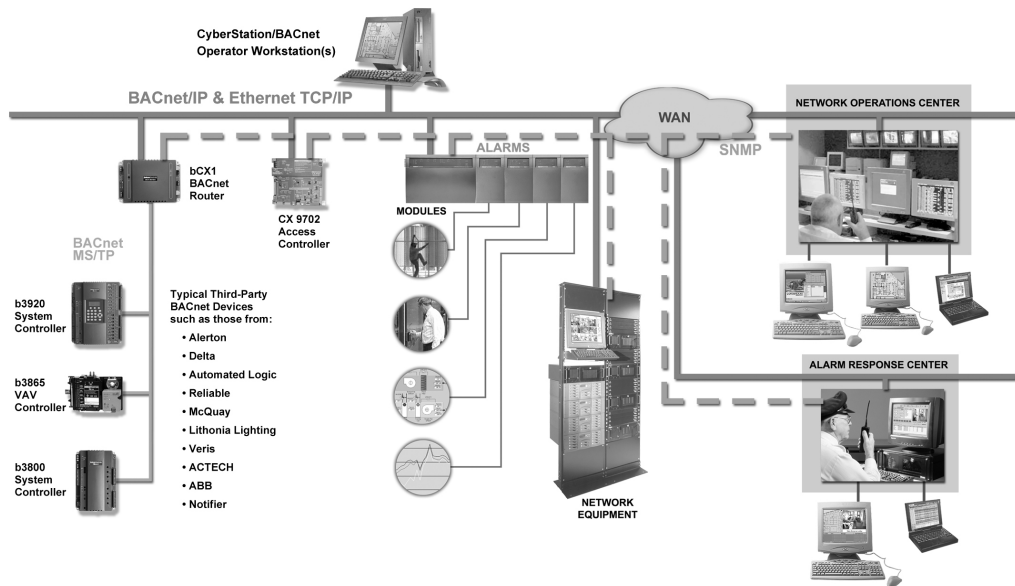 CyberStation/BACnet
Operator Workstation(s)
BACnet/IP & Ethernet TCP/IP
WAN
NETWORK OPERATIONS CENTER
ALARMS
SNMP
bCX1
BACnet
Router
CX 9702
Access
Controller
MODULES
BACnet
MS/TP
b3920
System
Controller
b3865
VAV
Controller
b3800
System
Controller
Typical Third-Party
BACnet Devices
such as those from:
• Alerton
• Delta
• Automated Logic
• Reliable
• McQuay
• Lithonia Lighting
• Veris
• ACTECH
• ABB
• Notifier
NETWORK
EQUIPMENT
ALARM RESPONSE CENTER